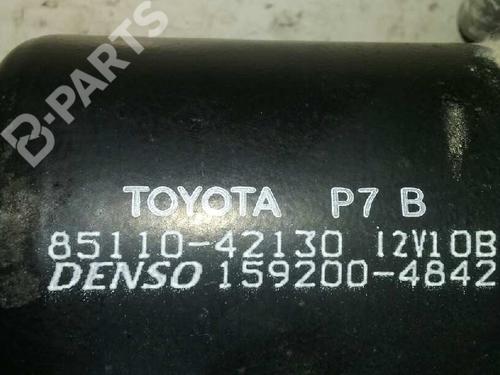 B-PARTS
TOYOTA P7 B
85110-42130 12V10B
DENSO 159200-4842